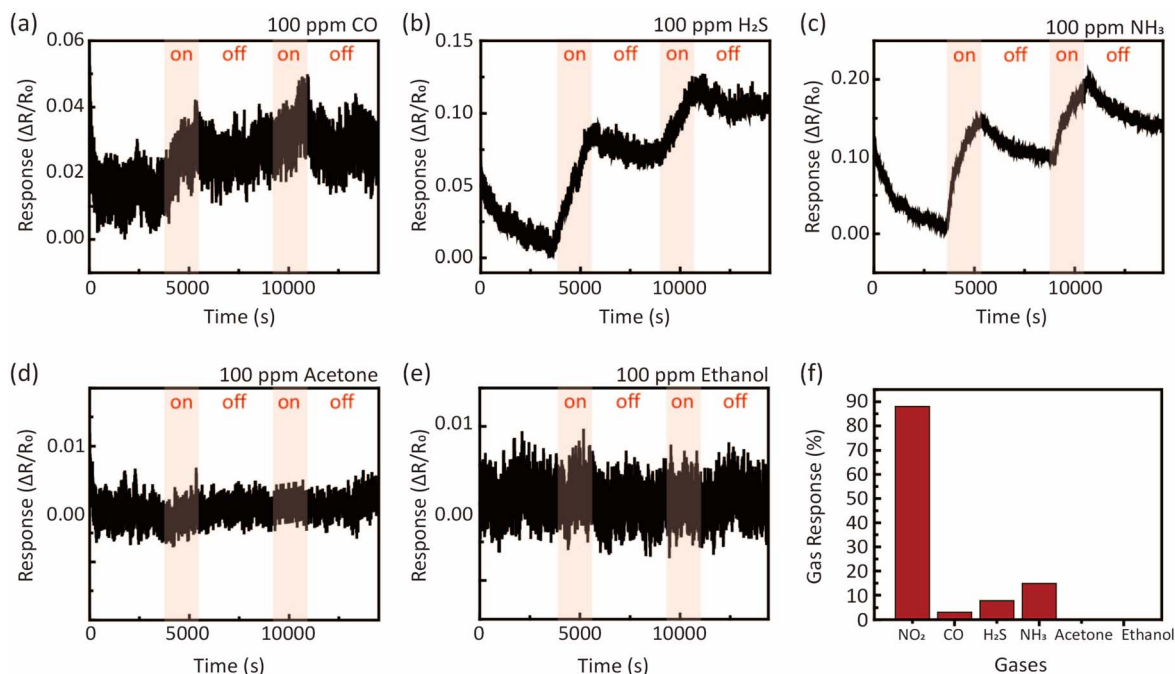 (a) 100 ppm CO
0.06
on off on off
0.04
0.02
0.00
Response (ΔR/R₀)
0 5000 10000
Time (s)
(b) 100 ppm H₂S
0.15
on off on off
0.10
0.05
0.00
Response (ΔR/R₀)
0 5000 10000
Time (s)
(c) 100 ppm NH₃
on off on off
0.20
0.10
0.00
Response (ΔR/R₀)
0 5000 10000
Time (s)
(d) 100 ppm Acetone
on off on off
0.01
0.00
Response (ΔR/R₀)
0 5000 10000
Time (s)
(e) 100 ppm Ethanol
on off on off
0.01
0.00
Response (ΔR/R₀)
0 5000 10000
Time (s)
(f)
90
80
70
60
50
40
30
20
10
0
Gas Response (%)
NO₂ CO H₂S NH₃ Acetone Ethanol
Gases